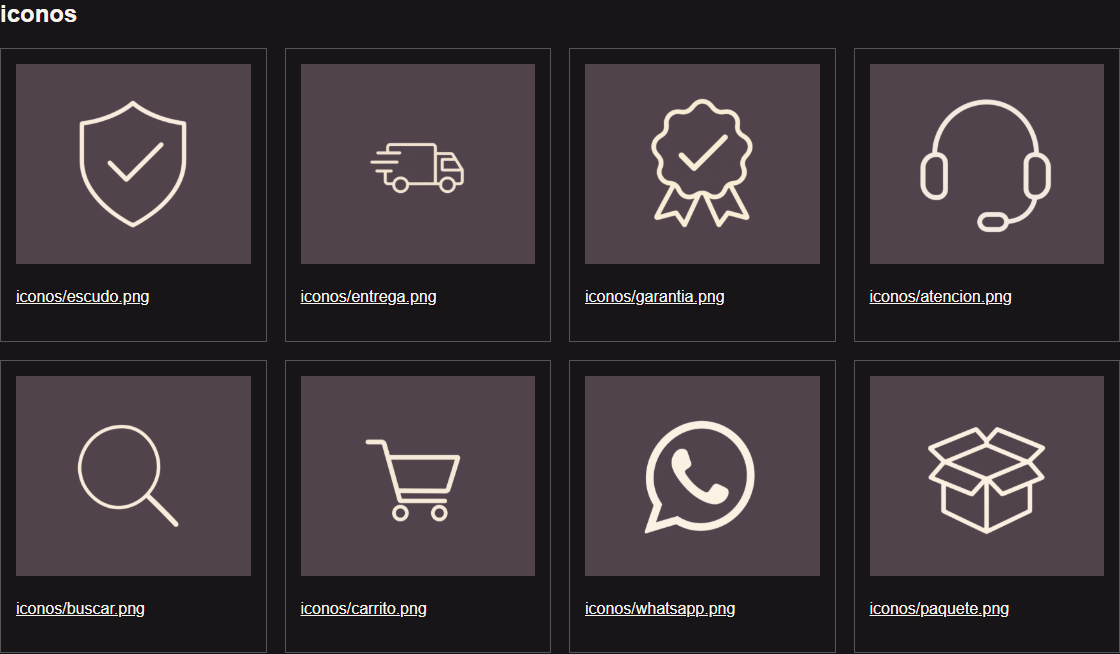 iconos
iconos/escudo.png
iconos/entrega.png
iconos/garantia.png
iconos/atencion.png
iconos/buscar.png
iconos/carrito.png
iconos/whatsapp.png
iconos/paquete.png